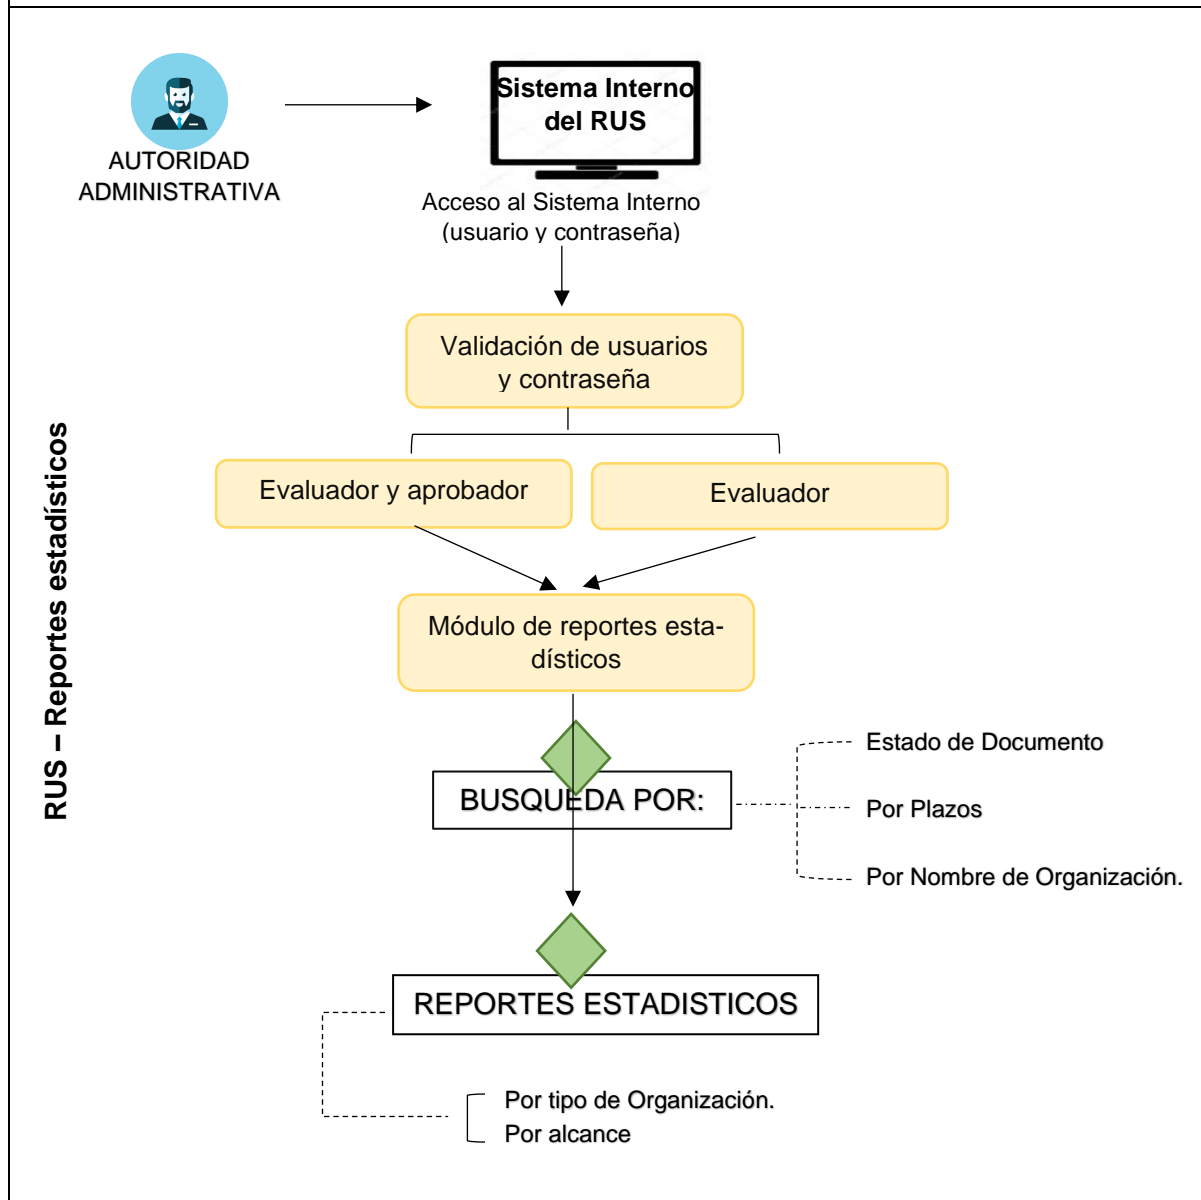 Sistema Interno
del RUS
AUTORIDAD
ADMINISTRATIVA
Acceso al Sistema Interno
(usuario y contraseña)
Validación de usuarios
y contraseña
Evaluador y aprobador
Evaluador
RUS – Reportes estadísticos
Módulo de reportes esta-
dísticos
Estado de Documento
BUSQUEDA POR:
Por Plazos
Por Nombre de Organización.
REPORTES ESTADISTICOS
Por tipo de Organización.
Por alcance